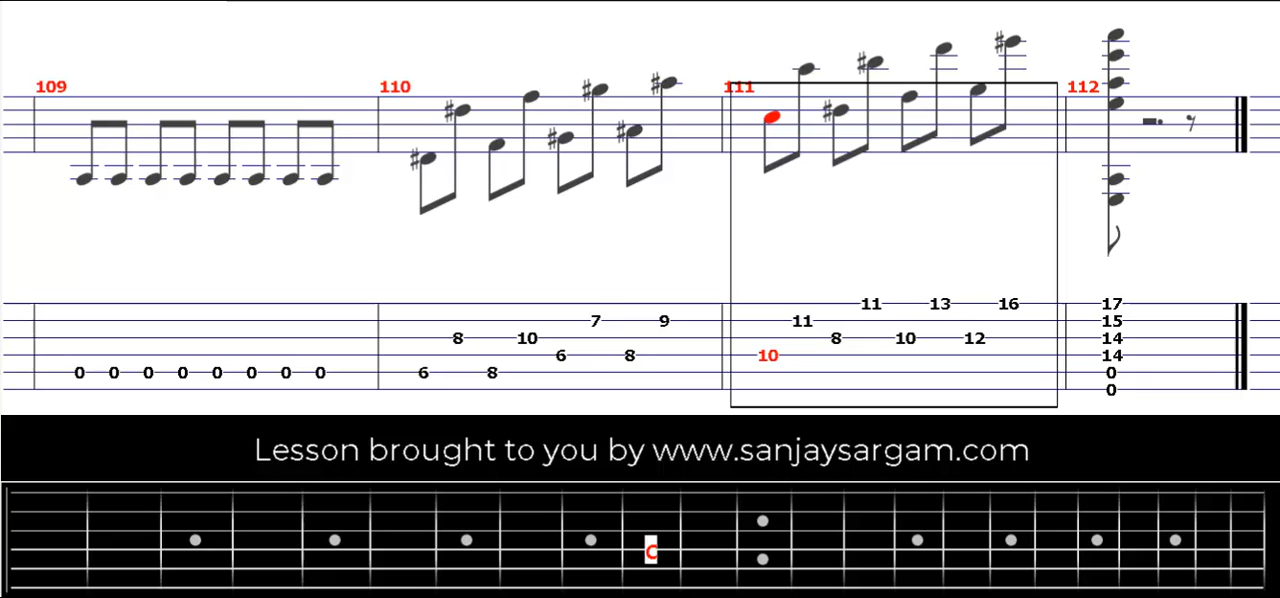 109 110 111 112
11 13 16 17
7 9 11 15
8 10 8 10 12 14
6 8 10 14
0 0 0 0 0 0 0 0 6 8 0
0
Lesson brought to you by www.sanjaysargam.com
C